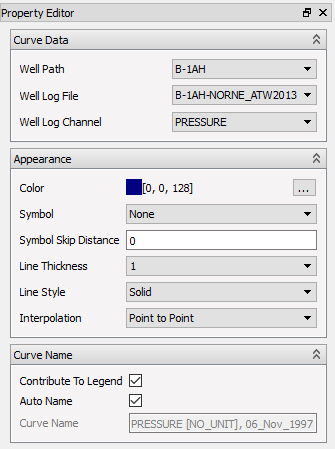 Property Editor
Curve Data
Well Path B-1AH
Well Log File B-1AH-NORNE_ATW2013
Well Log Channel PRESSURE
Appearance
Color [0, 0, 128] ...
Symbol None
Symbol Skip Distance 0
Line Thickness 1
Line Style Solid
Interpolation Point to Point
Curve Name
Contribute To Legend
Auto Name
Curve Name PRESSURE [NO_UNIT], 06_Nov_1997